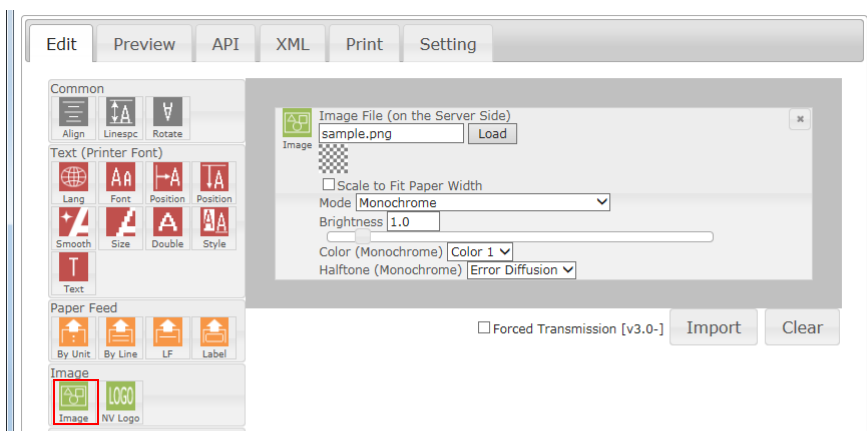 Edit Preview API XML Print Setting
Common
Align Linespc Rotate
Text (Printer Font)
Lang Font Position Position
Smooth Size Double Style
Text
Paper Feed
By Unit By Line LF Label
Image
LOGO
Image NV Logo
Image File (on the Server Side)
sample.png Load
Image
Scale to Fit Paper Width
Mode Monochrome
Brightness 1.0
Color (Monochrome) Color 1
Halftone (Monochrome) Error Diffusion
Forced Transmission [v3.0-] Import Clear